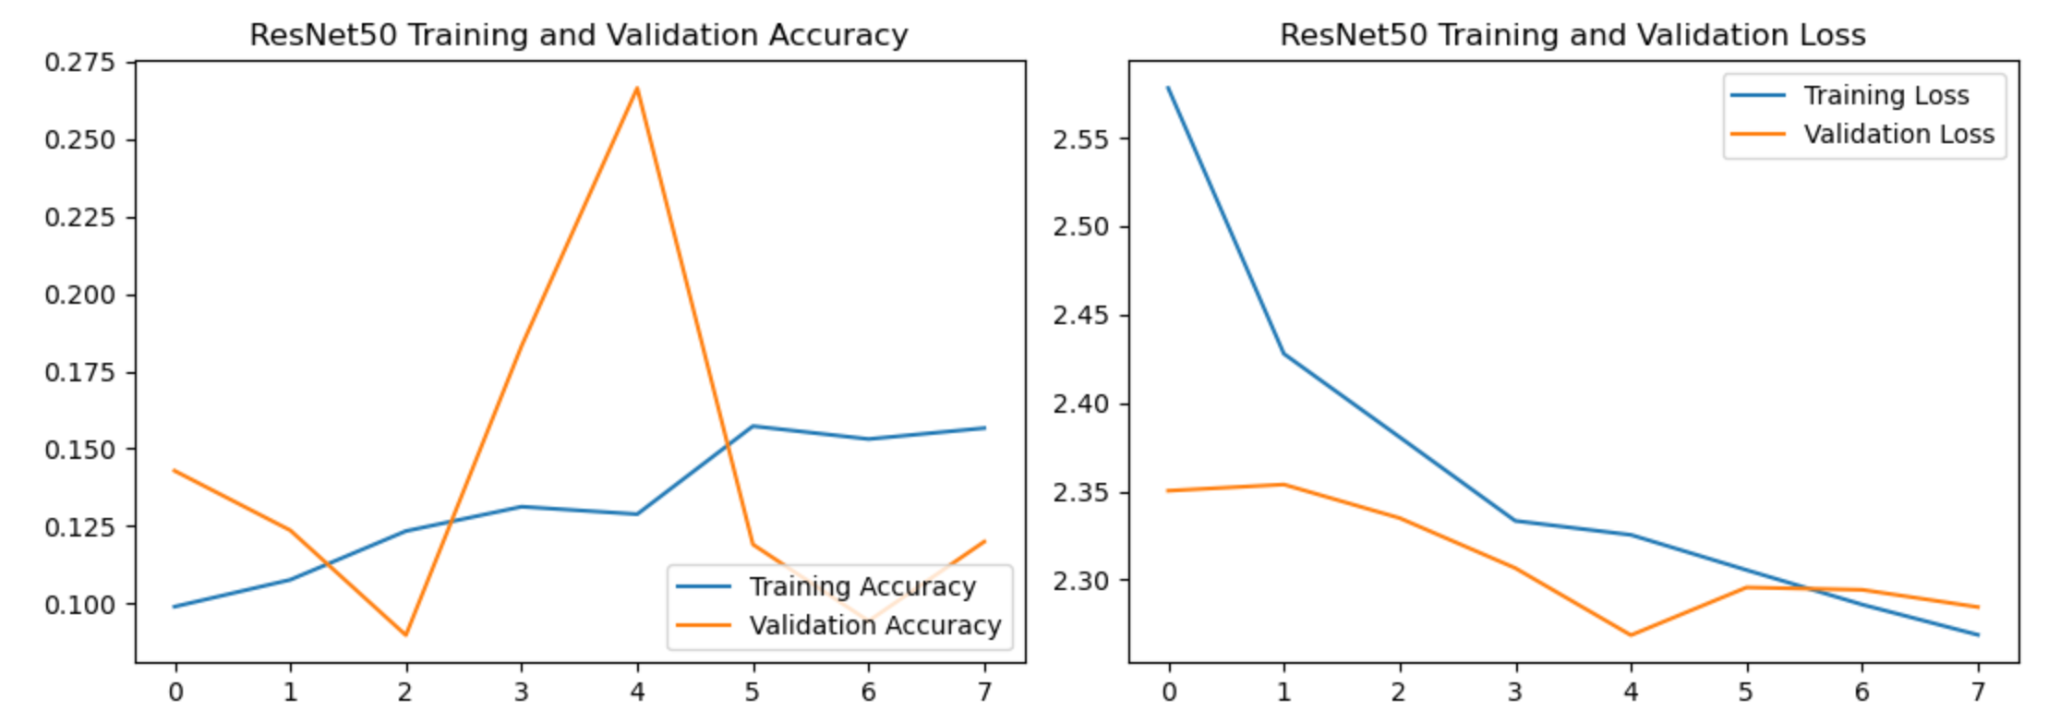 ResNet50 Training and Validation Accuracy
0.275
0.250
0.225
0.200
0.175
0.150
0.125
0.100
Training Accuracy
Validation Accuracy
0 1 2 3 4 5 6 7
ResNet50 Training and Validation Loss
2.55
2.50
2.45
2.40
2.35
2.30
Training Loss
Validation Loss
0 1 2 3 4 5 6 7